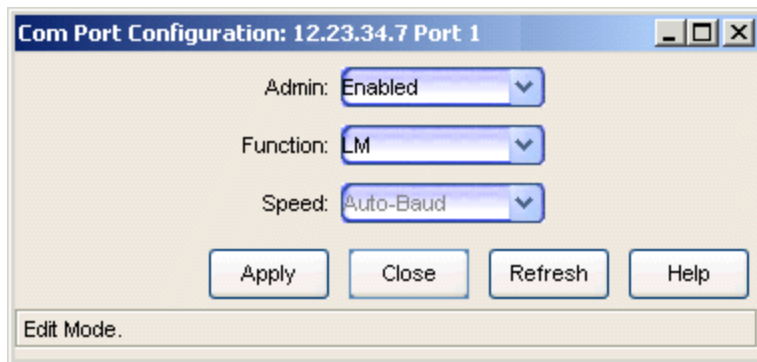 Com Port Configuration: 12.23.34.7 Port 1
Admin: Enabled
Function: LM
Speed: Auto-Baud
Apply Close Refresh Help
Edit Mode.